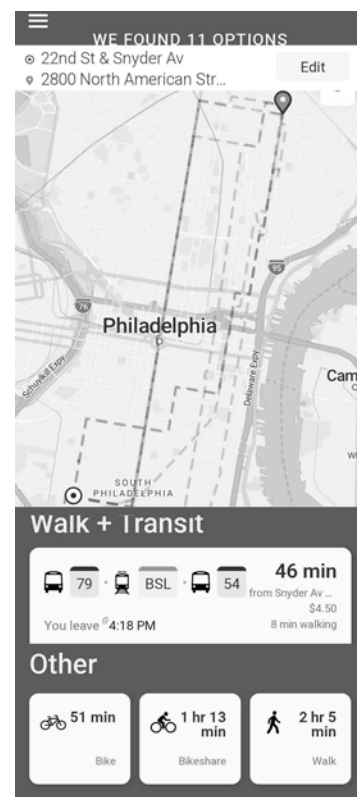 WE FOUND 11 OPTIONS
22nd St & Snyder Av
2800 North American Str...
Edit
95
76
Philadelphia
Schuylkill Expy
Delaware Expy
Cam
SOUTH
PHILADELPHIA
Walk + Transit
79 · BSL · 54
46 min
from Snyder Av ...
$4.50
You leave 4:18 PM
8 min walking
Other
51 min
Bike
1 hr 13
min
Bikeshare
2 hr 5
min
Walk